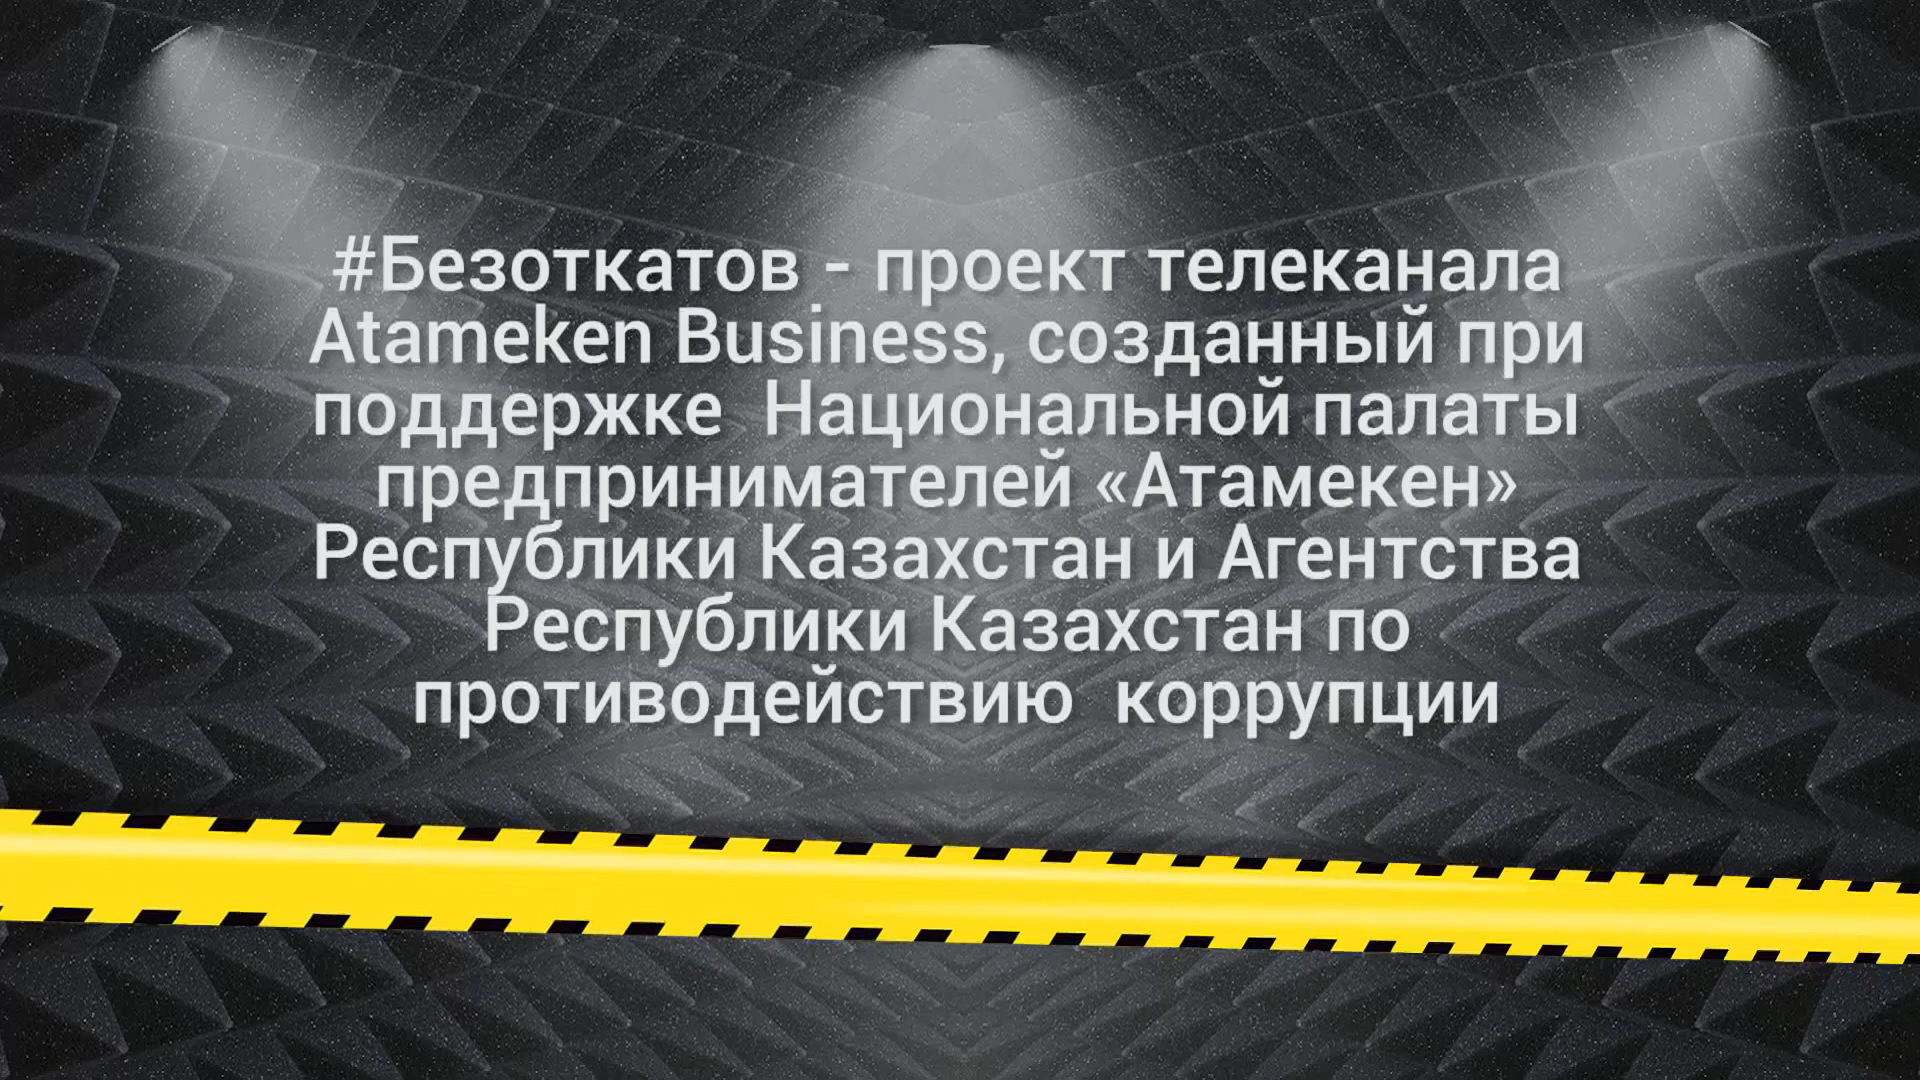 #Безоткатов - проект телеканала
Atameken Business, созданный при
поддержке  Национальной палаты
предпринимателей «Атамекен»
Республики Казахстан и Агентства
Республики Казахстан по
противодействию  коррупции